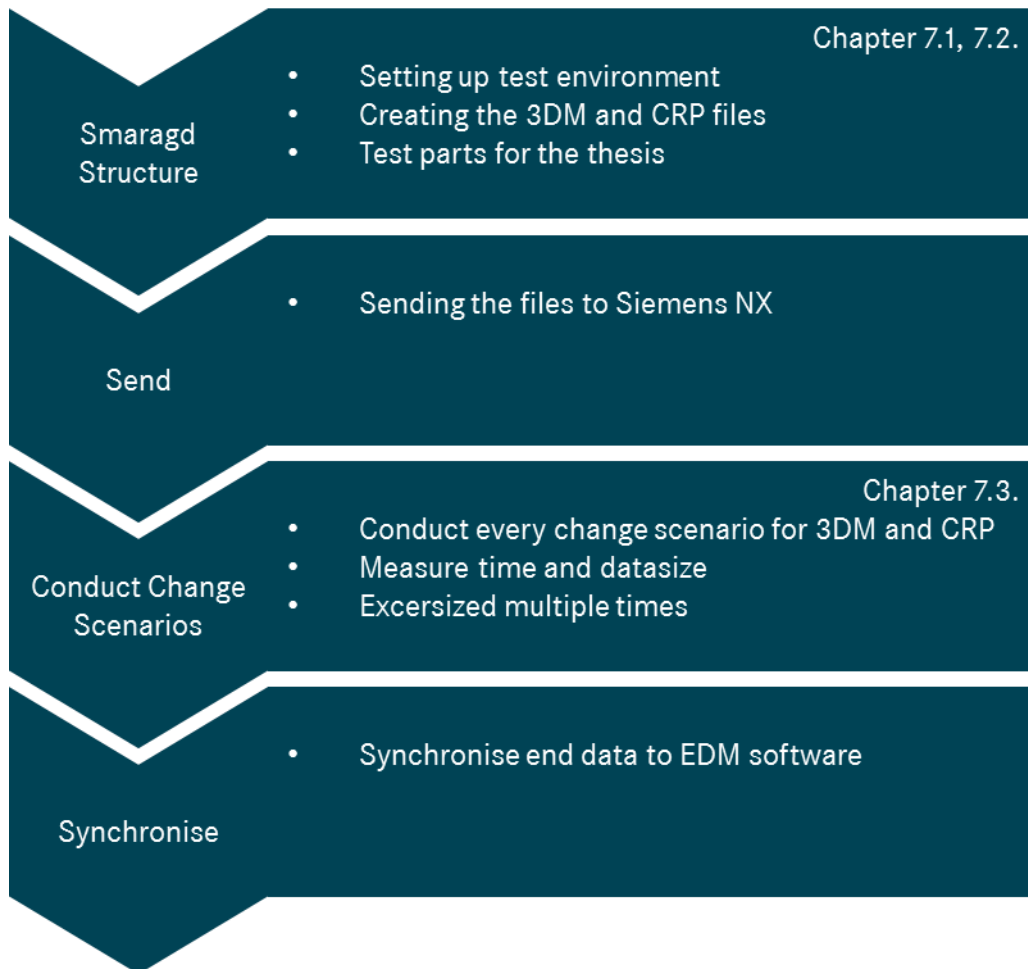 Chapter 7.1, 7.2.
Smaragd
Structure
• Setting up test environment
• Creating the 3DM and CRP files
• Test parts for the thesis
Send
• Sending the files to Siemens NX
Chapter 7.3.
Conduct Change
Scenarios
• Conduct every change scenario for 3DM and CRP
• Measure time and datasize
• Excersized multiple times
Synchronise
• Synchronise end data to EDM software